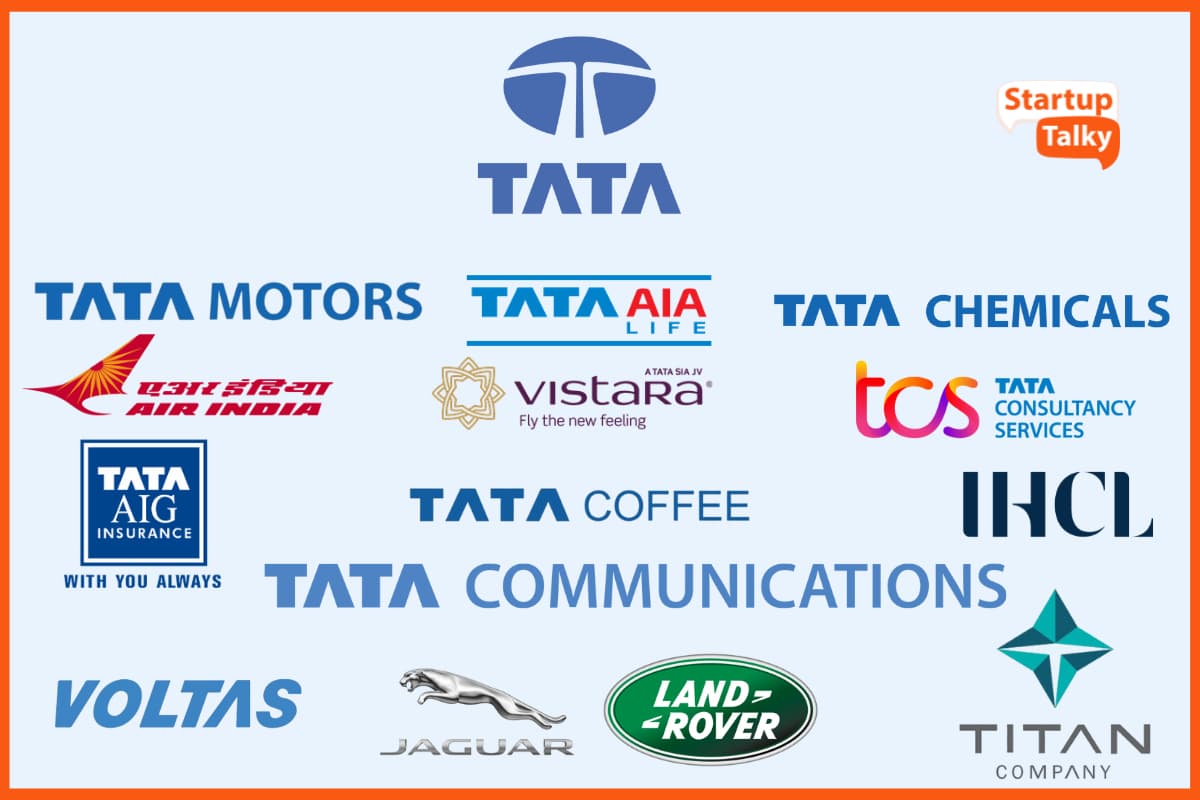 TATA
Startup
Talky
TATA MOTORS
TATA AIA
LIFE
TATA CHEMICALS
एअर इंडिया
AIR INDIA
A TATA SIA JV
VISTARA®
Fly the new feeling
tcs
TATA
CONSULTANCY
SERVICES
TATA
AIG
INSURANCE
WITH YOU ALWAYS
TATA COFFEE
IHCL
TATA COMMUNICATIONS
VOLTAS
JAGUAR
LAND
ROVER
TITAN
COMPANY